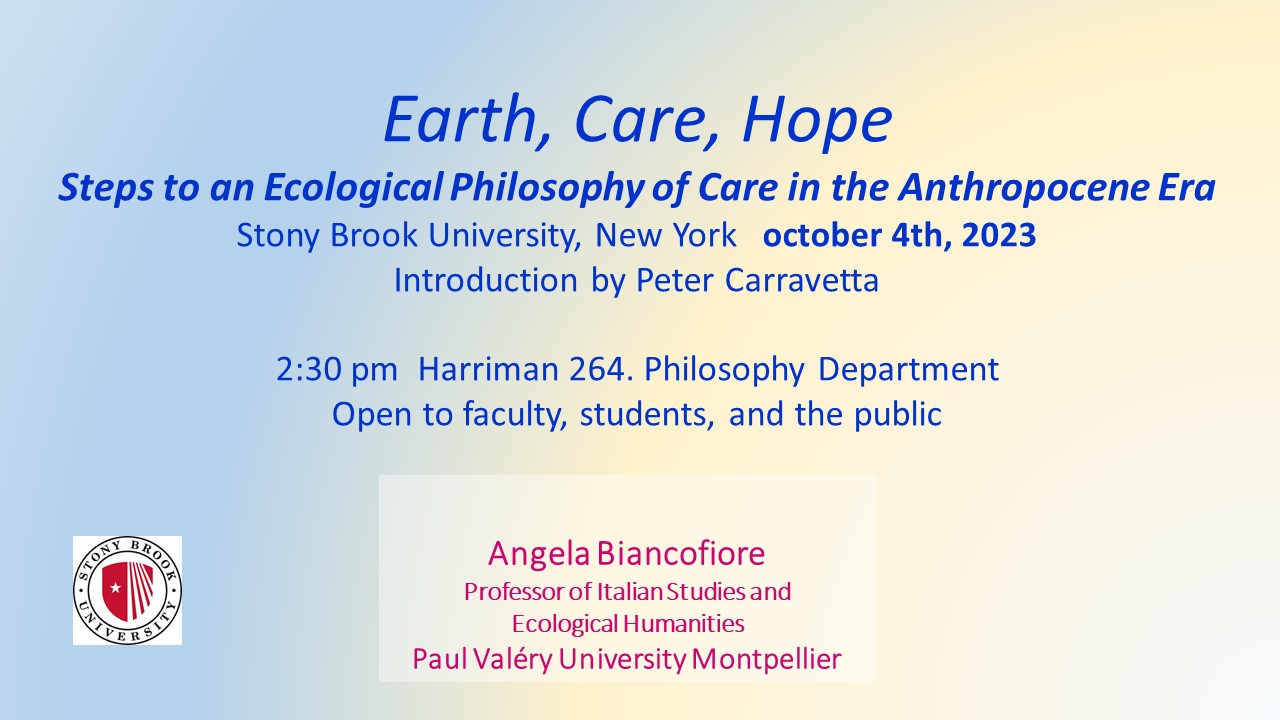 Earth, Care, Hope
Steps to an Ecological Philosophy of Care in the Anthropocene Era
Stony Brook University, New York october 4th, 2023
Introduction by Peter Carravetta
2:30 pm Harriman 264. Philosophy Department
Open to faculty, students, and the public
Angela Biancofiore
Professor of Italian Studies and
Ecological Humanities
Paul Valéry University Montpellier
STONY BROOK
UNIVERSITY